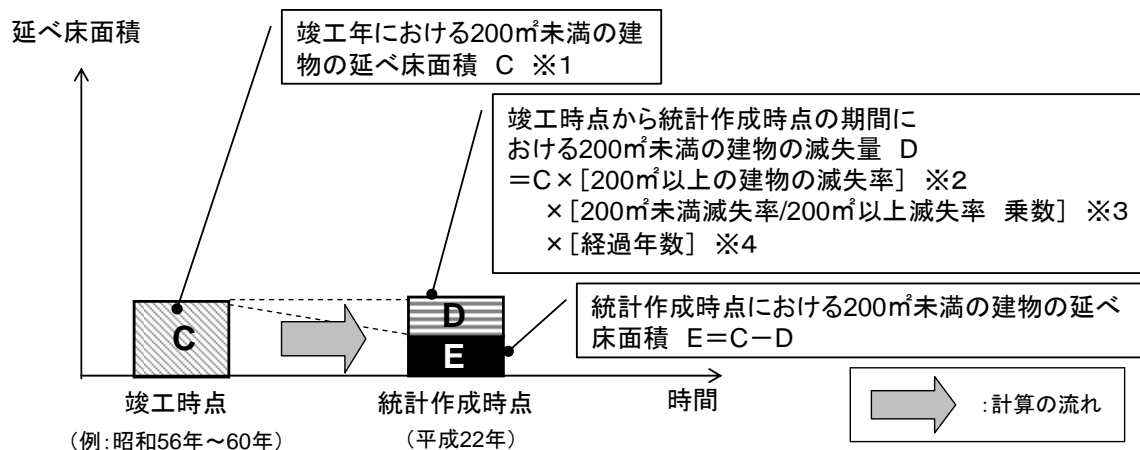 延べ床面積
竣工年における200㎡未満の建
物の延べ床面積 C ※1
竣工時点から統計作成時点の期間に
おける200㎡未満の建物の滅失量 D
＝C×[200㎡以上の建物の滅失率] ※2
×[200㎡未満滅失率/200㎡以上滅失率 乗数] ※3
×[経過年数] ※4
統計作成時点における200㎡未満の建物の延べ
床面積 E＝C－D
C
D
E
竣工時点
(例:昭和56年～60年)
統計作成時点
(平成22年)
時間
:計算の流れ